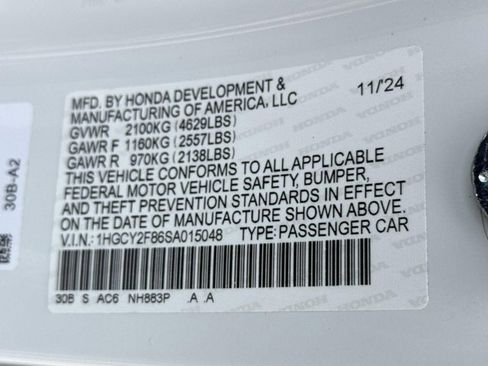 MFD. BY HONDA DEVELOPMENT &
MANUFACTURING OF AMERICA, LLC
11/'24
GVWR 2100KG (4629LBS)
GAWR F 1160KG (2557LBS)
GAWR R 970KG (2138LBS)
THIS VEHICLE CONFORMS TO ALL APPLICABLE
FEDERAL MOTOR VEHICLE SAFETY, BUMPER,
AND THEFT PREVENTION STANDARDS IN EFFECT
ON THE DATE OF MANUFACTURE SHOWN ABOVE.
V.I.N.: 1HGCY2F86SA015048 TYPE: PASSENGER CAR
30B S AC6 NH883P .A .A
30B-A2
HONDA